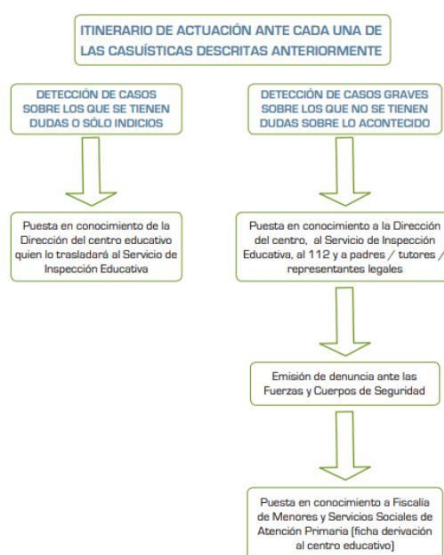 ITINERARIO DE ACTUACIÓN ANTE CADA UNA DE
LAS CASUÍSTICAS DESCRITAS ANTERIORMENTE
DETECCIÓN DE CASOS
SOBRE LOS QUE SE TIENEN
DUDAS O SÓLO INDICIOS
Puesta en conocimiento de la
Dirección del centro educativo
quien lo trasladará al Servicio de
Inspección Educativa
DETECCIÓN DE CASOS GRAVES
SOBRE LOS QUE NO SE TIENEN
DUDAS SOBRE LO ACONTECIDO
Puesta en conocimiento a la Dirección
del centro, al Servicio de Inspección
Educativa, al 112 y a padres / tutores /
representantes legales
Emisión de denuncia ante las
Fuerzas y Cuerpos de Seguridad
Puesta en conocimiento a Fiscalía
de Menores y Servicios Sociales de
Atención Primaria (ficha derivación
al centro educativo)